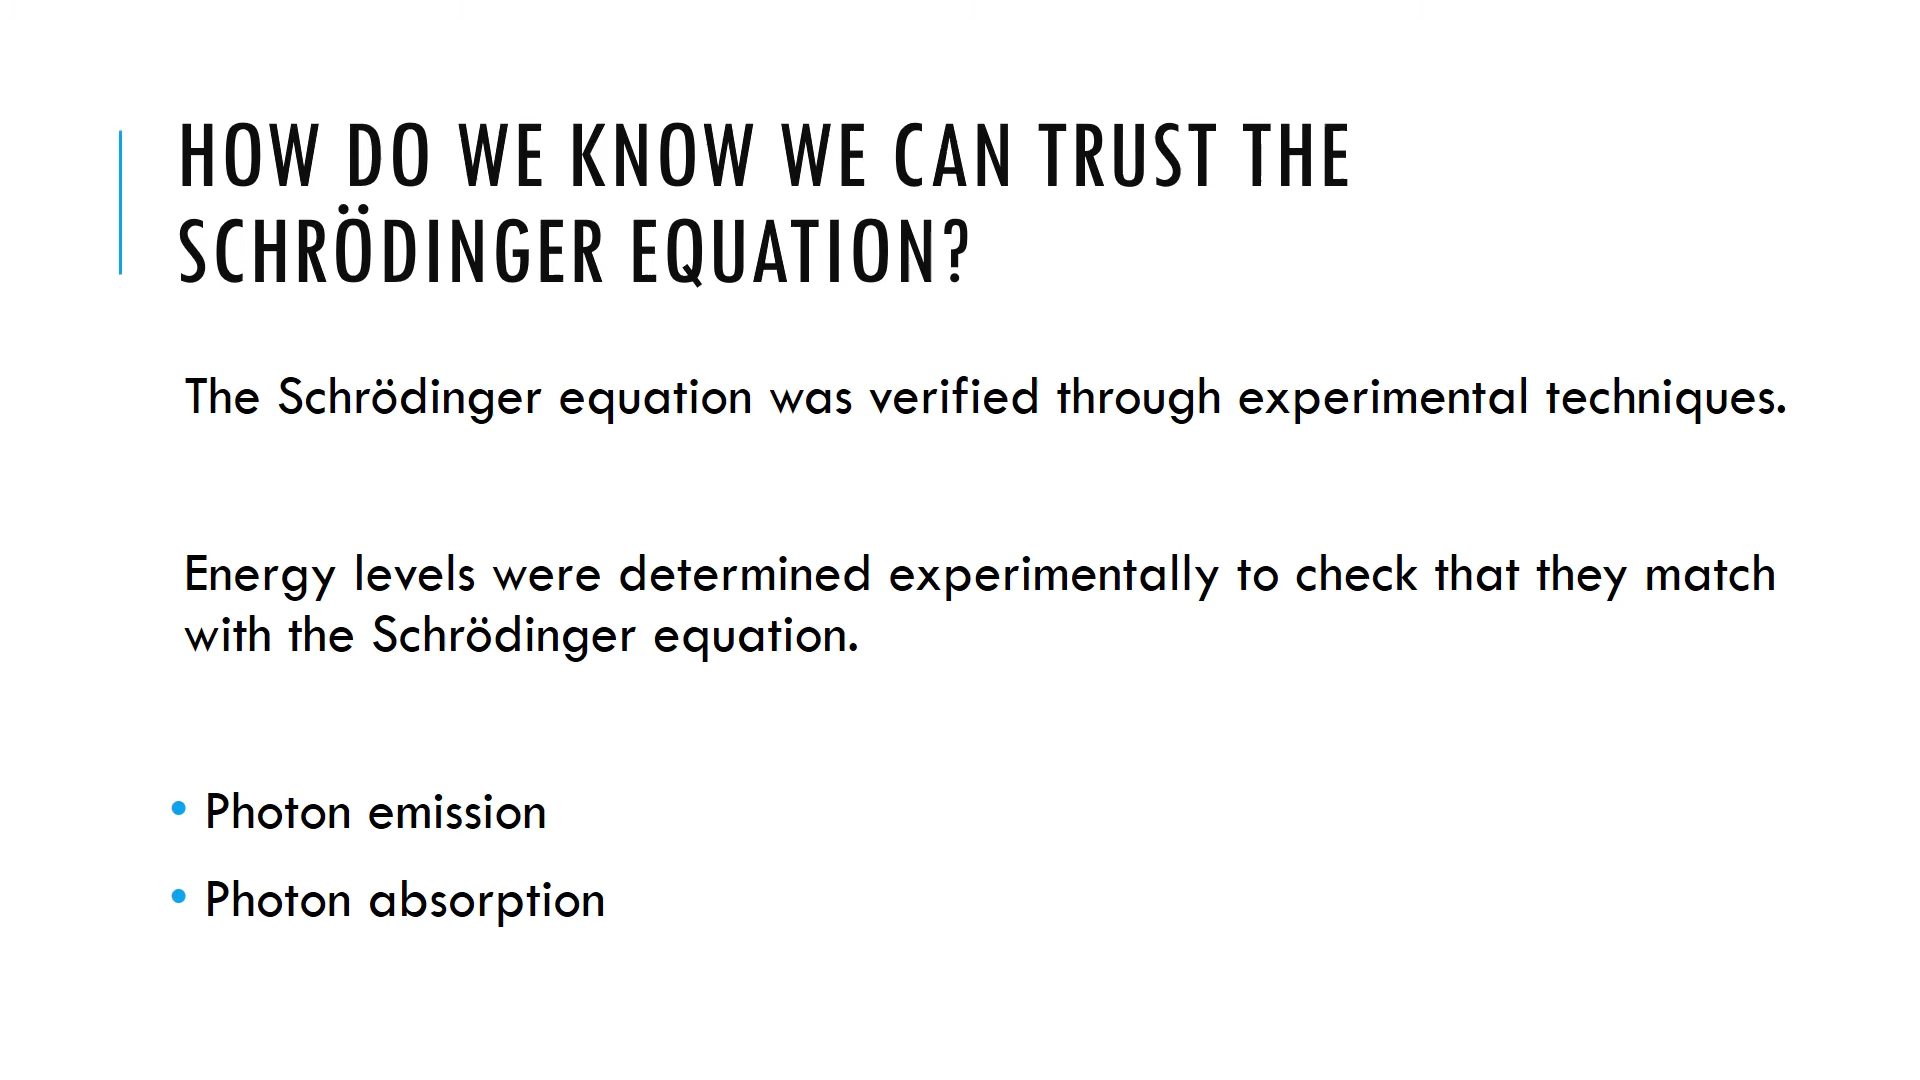 HOW DO WE KNOW WE CAN TRUST THE
SCHRÖDINGER EQUATION?
The Schrödinger equation was verified through experimental techniques.
Energy levels were determined experimentally to check that they match
with the Schrödinger equation.
• Photon emission
• Photon absorption